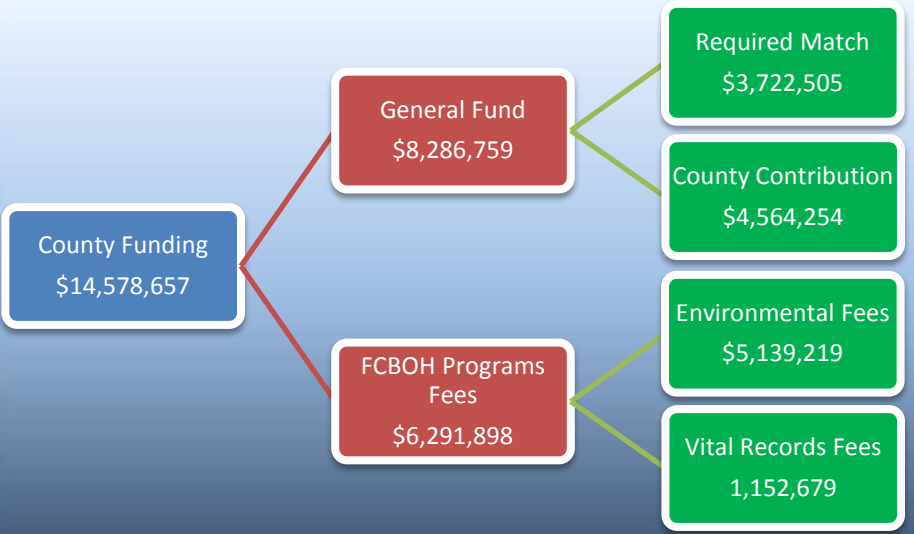 County Funding
$14,578,657
General Fund
$8,286,759
FCBOH Programs
Fees
$6,291,898
Required Match
$3,722,505
County Contribution
$4,564,254
Environmental Fees
$5,139,219
Vital Records Fees
1,152,679